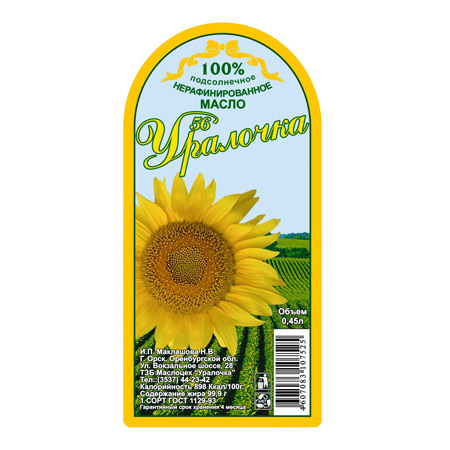 100%
подсолнечное
НЕРАФИНИРОВАННОЕ
МАСЛО
56
Уралочка
Объем
0,45л
И.П. Маклашова Н.В.
Г. Орск. Оренбургской обл.
Ул. Вокзальное шоссе, 28
ТЗБ Маслоцех "Уралочка"
Тел.:(3537) 44-23-42
Калорийность 898 Ккал/100г.
Содержание жира 99,9 г
1 СОРТ ГОСТ 1129-93
Гарантийный срок хранения 4 месяца
4607083107525